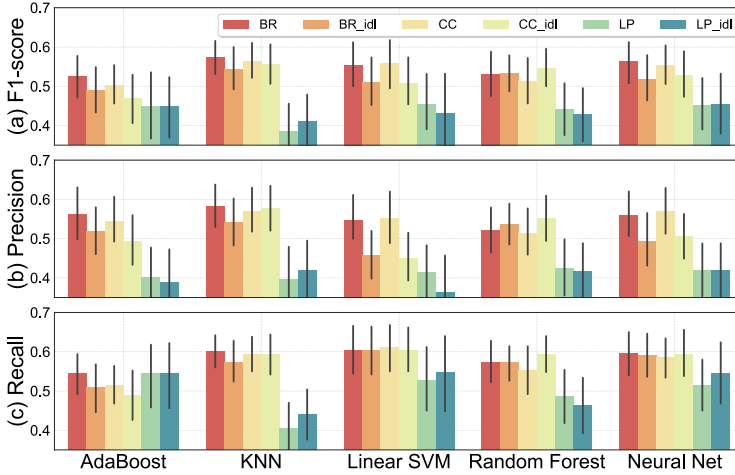 BR BR_idl CC CC_idl LP LP_idl
0.7
0.6
0.5
0.4
(a) F1-score
0.7
0.6
0.5
0.4
(b) Precision
0.7
0.6
0.5
0.4
(c) Recall
AdaBoost KNN Linear SVM Random Forest Neural Net